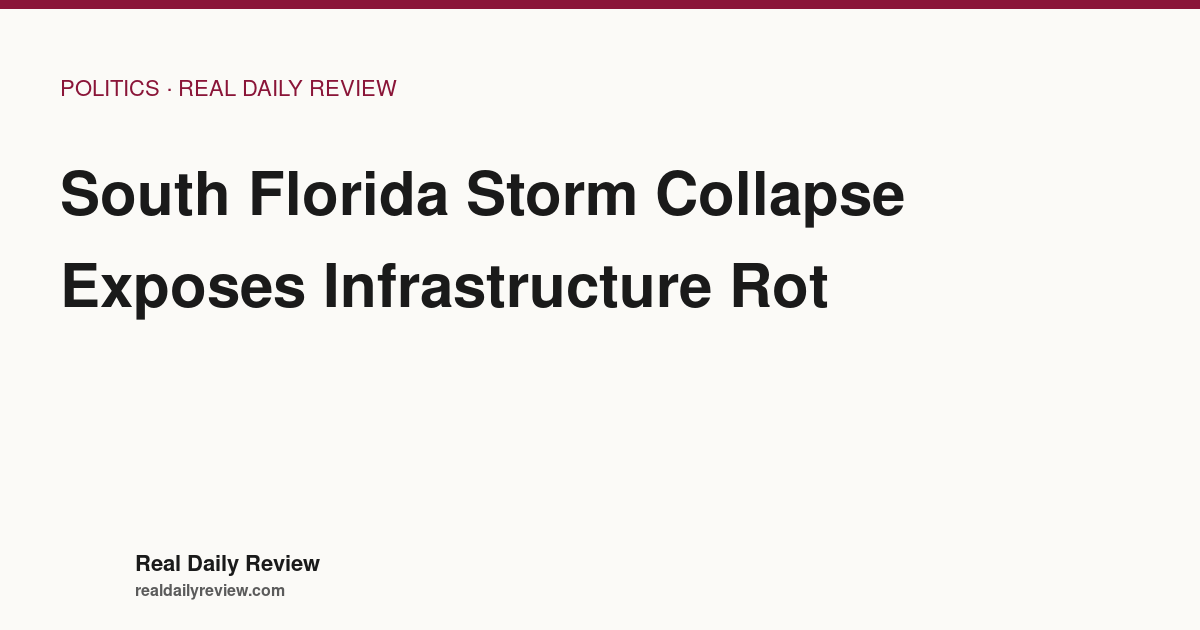 POLITICS · REAL DAILY REVIEW
South Florida Storm Collapse
Exposes Infrastructure Rot
Real Daily Review
realdailyreview.com